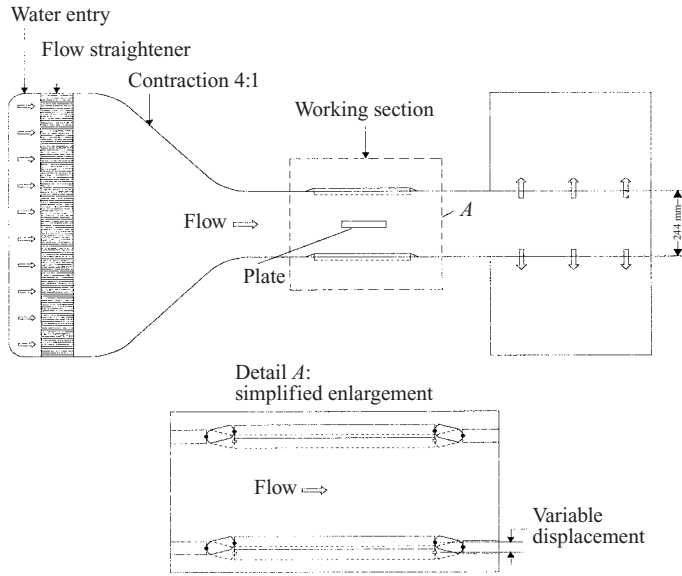 Water entry
Flow straightener
Contraction 4:1
Working section
Flow
A
Plate
244 mm
Detail A:
simplified enlargement
Flow
Variable
displacement